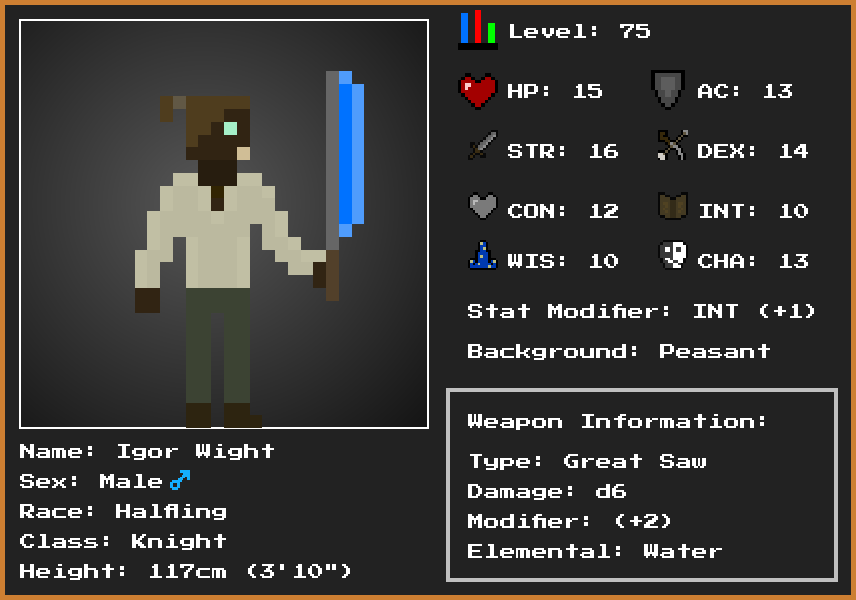 Level: 75
HP: 15 AC: 13
STR: 16 DEX: 14
CON: 12 INT: 10
WIS: 10 CHA: 13
Stat Modifier: INT (+1)
Background: Peasant
Weapon Information:
Type: Great Saw
Damage: d6
Modifier: (+2)
Elemental: Water
Name: Igor Wight
Sex: Male♂
Race: Halfling
Class: Knight
Height: 117cm (3'10")